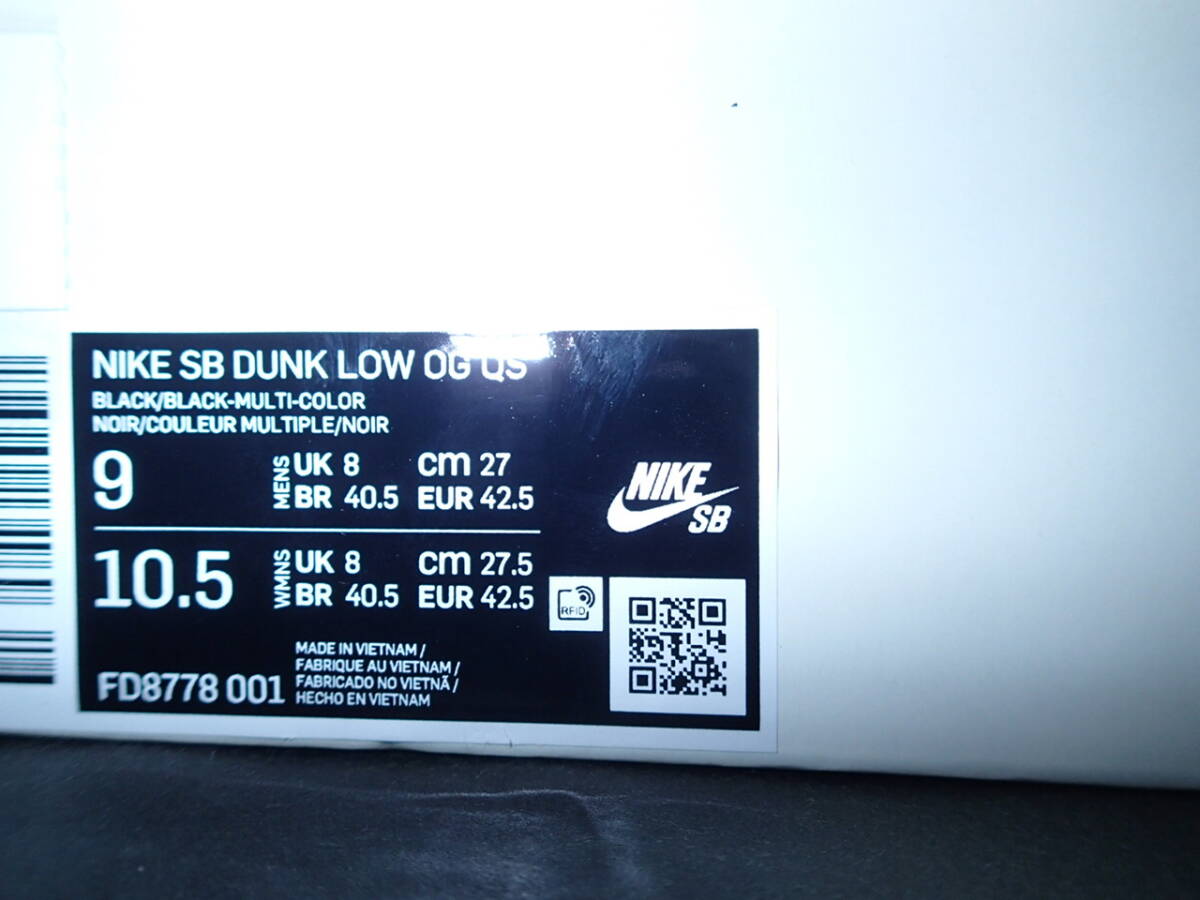 NIKE SB DUNK LOW OG QS
BLACK/BLACK-MULTI-COLOR
NOIR/COULEUR MULTIPLE/NOIR
9 MENS UK 8 cm 27
BR 40.5 EUR 42.5
NIKE
SB
10.5 WMNS UK 8 cm 27.5
BR 40.5 EUR 42.5
RFID
MADE IN VIETNAM /
FABRIQUE AU VIETNAM /
FABRICADO NO VIETNÃ /
HECHO EN VIETNAM
FD8778 001